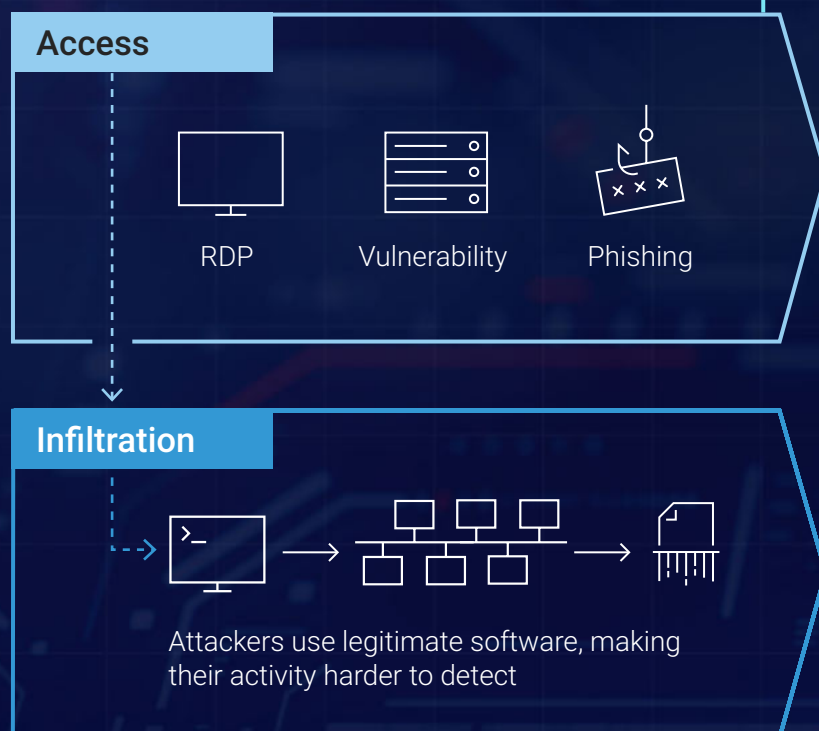 Access
RDP
Vulnerability
Phishing
Infiltration
>_
Attackers use legitimate software, making
their activity harder to detect